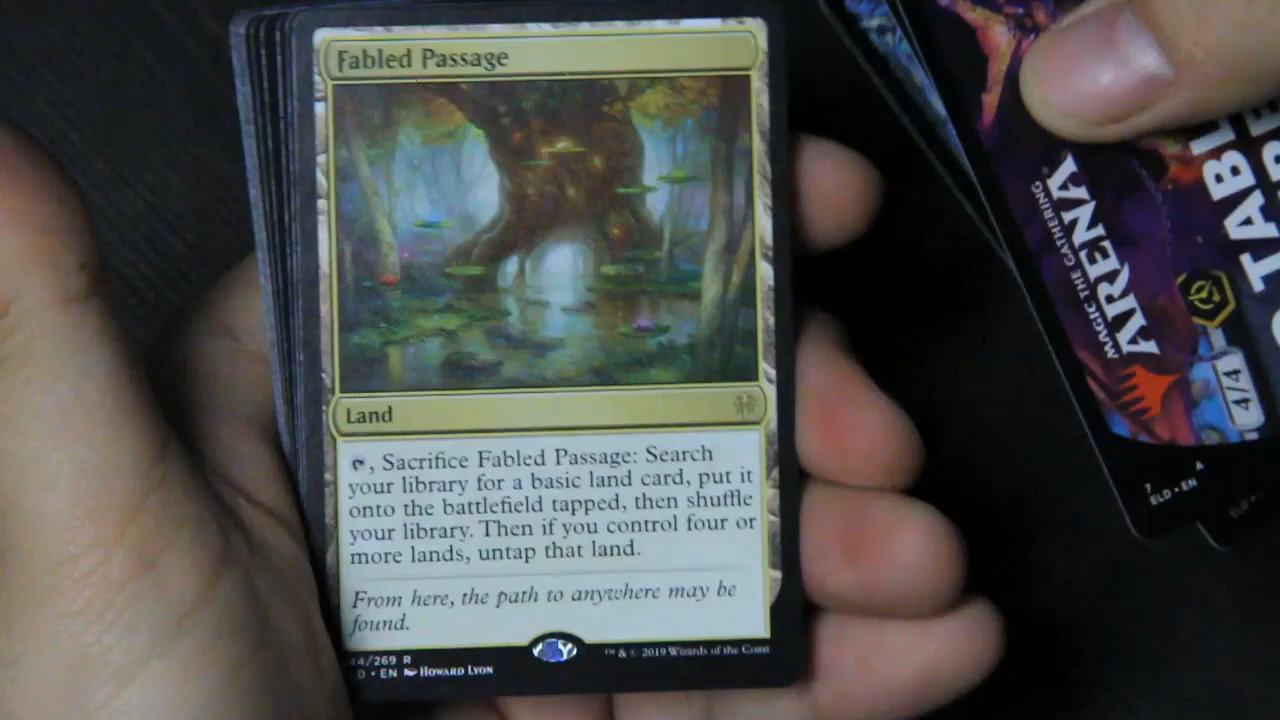 Fabled Passage
Land
, Sacrifice Fabled Passage: Search
your library for a basic land card, put it
onto the battlefield tapped, then shuffle
your library. Then if you control four or
more lands, untap that land.
From here, the path to anywhere may be
found.
44/269 R
D • EN HOWARD LYON
™ & © 2019 Wizards of the Coast
MAGIC THE GATHERING
ARENA
4/4
7
ELD • EN